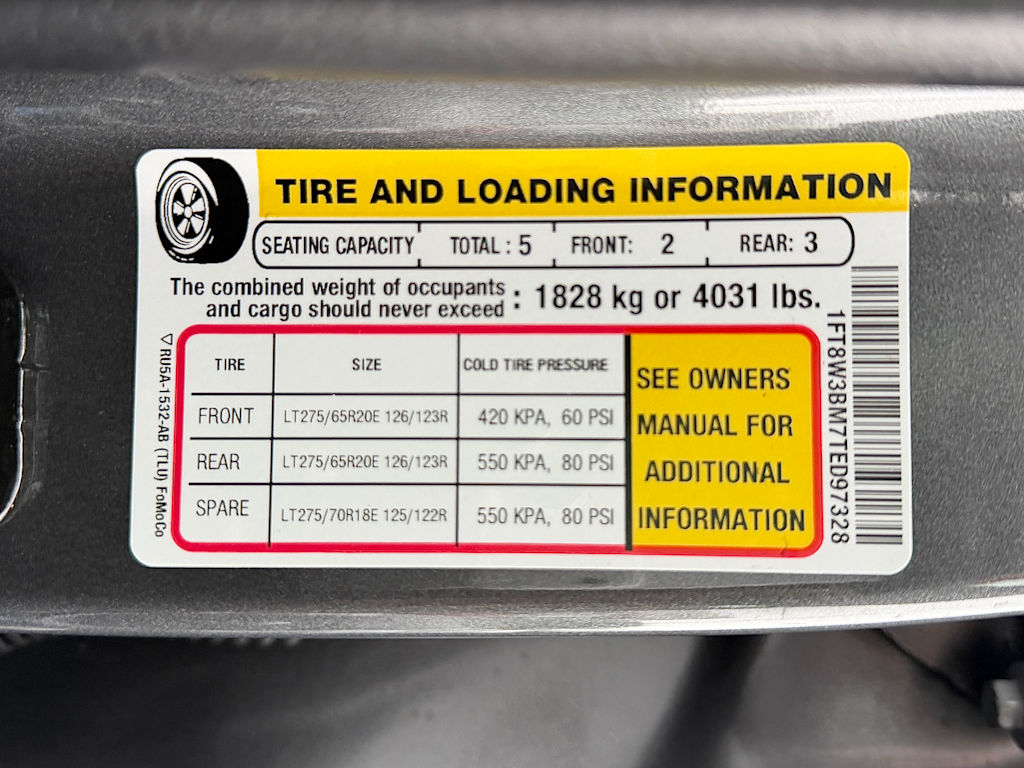 TIRE AND LOADING INFORMATION
SEATING CAPACITY TOTAL : 5 FRONT: 2 REAR: 3
The combined weight of occupants
and cargo should never exceed : 1828 kg or 4031 lbs.
TIRE SIZE COLD TIRE PRESSURE
FRONT LT275/65R20E 126/123R 420 KPA, 60 PSI
REAR LT275/65R20E 126/123R 550 KPA, 80 PSI
SPARE LT275/70R18E 125/122R 550 KPA, 80 PSI
SEE OWNERS
MANUAL FOR
ADDITIONAL
INFORMATION
RU5A-1532-AB (TLU) FoMoCo
1FT8W3BM7TED97328